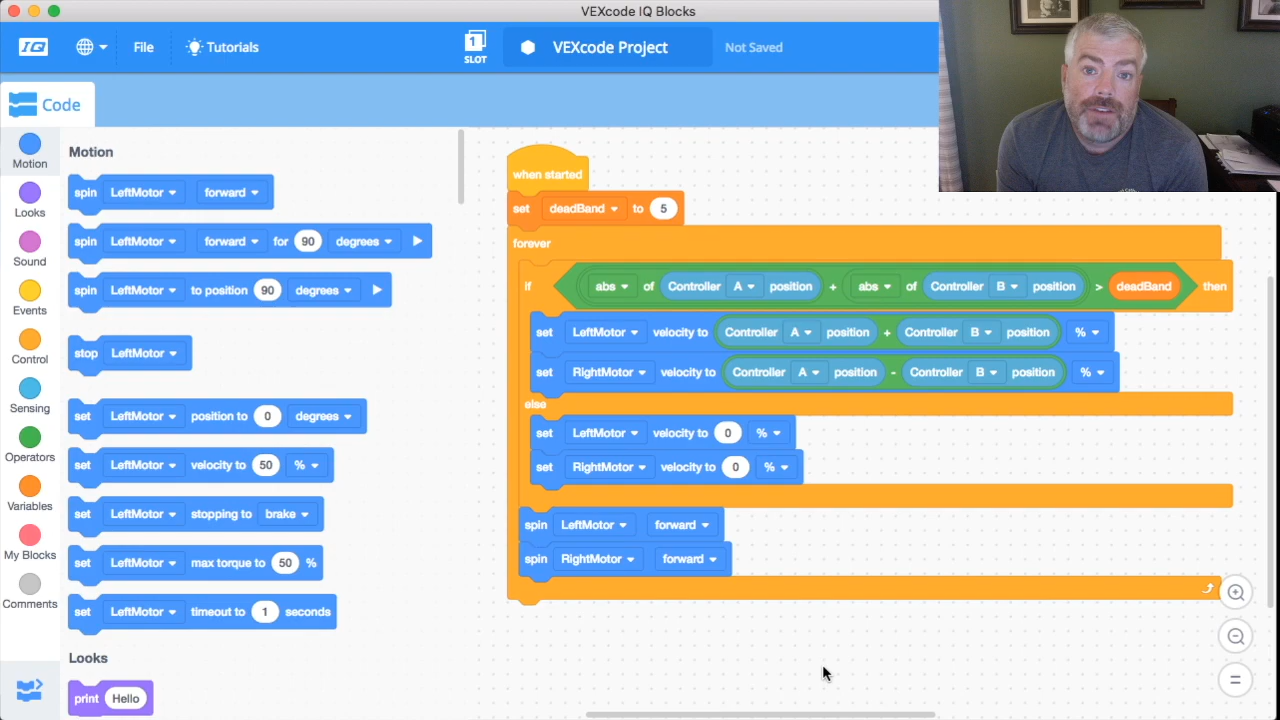 VEXcode IQ Blocks
IQ
File
Tutorials
1
SLOT
VEXcode Project
Not Saved
Code
Motion
Looks
Sound
Events
Control
Sensing
Operators
Variables
My Blocks
Comments
Motion
spin LeftMotor forward
spin LeftMotor forward for 90 degrees
spin LeftMotor to position 90 degrees
stop LeftMotor
set LeftMotor position to 0 degrees
set LeftMotor velocity to 50 %
set LeftMotor stopping to brake
set LeftMotor max torque to 50 %
set LeftMotor timeout to 1 seconds
Looks
print Hello
when started
set deadBand to 5
forever
if abs of Controller A position + abs of Controller B position > deadBand then
set LeftMotor velocity to Controller A position + Controller B position %
set RightMotor velocity to Controller A position - Controller B position %
else
set LeftMotor velocity to 0 %
set RightMotor velocity to 0 %
spin LeftMotor forward
spin RightMotor forward